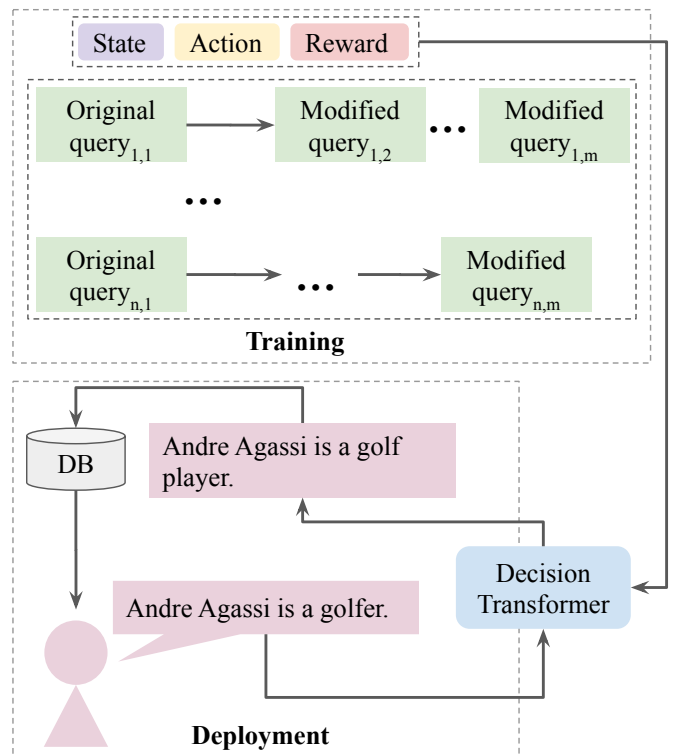 State Action Reward
Original query1,1
Modified query1,2
...
Modified query1,m
...
Original queryn,1
...
Modified queryn,m
Training
DB
Andre Agassi is a golf
player.
Decision
Transformer
Andre Agassi is a golfer.
Deployment